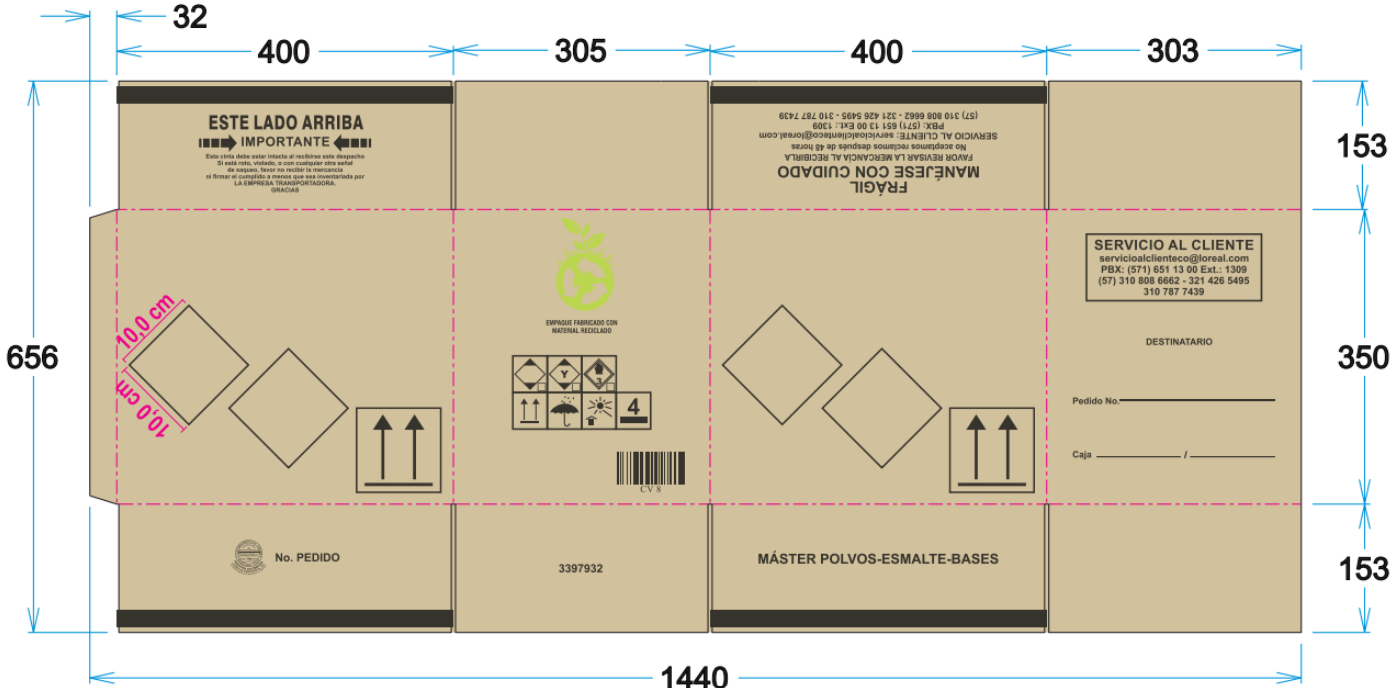 32
400
305
400
303
ESTE LADO ARRIBA
IMPORTANTE
Esta cinta debe estar intacta al recibirse este despacho
Si está roto, violado, o con cualquier otra señal
de saqueo, favor no recibir la mercancía
ni firmar el cumplido a menos que sea inventariada por
LA EMPRESA TRANSPORTADORA.
GRACIAS
FRÁGIL
MANÉJESE CON CUIDADO
FAVOR REVISAR LA MERCANCÍA AL RECIBIRLA
No aceptamos reclamos después de 48 horas
SERVICIO AL CLIENTE: servicioalclienteco@loreal.com
PBX: (571) 651 13 00 Ext.: 1309
(57) 310 808 6662 - 321 426 5495 - 310 787 7439
153
656
10,0 cm
10,0 cm
EMPAQUE FABRICADO CON
MATERIAL RECICLADO
Y
3
4
CV 8
SERVICIO AL CLIENTE
servicioalclienteco@loreal.com
PBX: (571) 651 13 00 Ext.: 1309
(57) 310 808 6662 - 321 426 5495
310 787 7439
DESTINATARIO
Pedido No.
Caja / 
350
No. PEDIDO
3397932
MÁSTER POLVOS-ESMALTE-BASES
153
1440